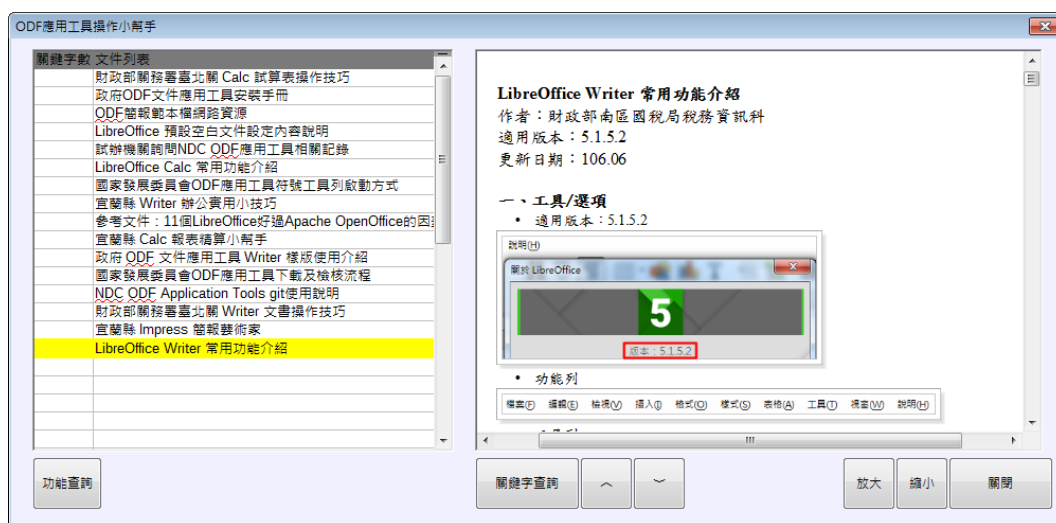 ODF應用工具操作小幫手
關鍵字數 文件列表
財政部關務署臺北關 Calc 試算表操作技巧
政府ODF文件應用工具安裝手冊
ODF簡報範本檔網路資源
LibreOffice 預設空白文件設定內容說明
試辦機關詢問NDC ODF應用工具相關記錄
LibreOffice Calc 常用功能介紹
國家發展委員會ODF應用工具符號工具列啟動方式
宜蘭縣 Writer 辦公實用小技巧
參考文件：11個LibreOffice好過Apache OpenOffice的因
宜蘭縣 Calc 報表精算小幫手
政府 ODF 文件應用工具 Writer 樣版使用介紹
國家發展委員會ODF應用工具下載及檢核流程
NDC ODF Application Tools git使用說明
財政部關務署臺北關 Writer 文書操作技巧
宜蘭縣 Impress 簡報藝術家
LibreOffice Writer 常用功能介紹
功能查詢
LibreOffice Writer 常用功能介紹
作者：財政部南區國稅局稅務資訊科
適用版本：5.1.5.2
更新日期：106.06
一、工具/選項
• 適用版本：5.1.5.2
說明(H)
關於 LibreOffice
5
版本：5.1.5.2
• 功能列
檔案(F) 編輯(E) 檢視(V) 插入(I) 格式(O) 樣式(S) 表格(A) 工具(T) 視窗(W) 說明(H)
關鍵字查詢 放大 縮小 關閉